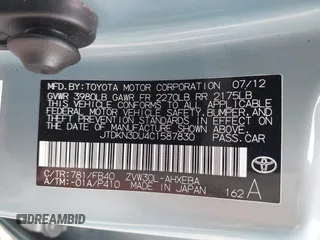 MFD.BY:TOYOTA MOTOR CORPORATION 07/12
GVWR 3980LB GAWR FR 2270LB RR 2175LB
THIS VEHICLE CONFORMS TO ALL APPLICABLE
FEDERAL MOTOR VEHICLE SAFETY, BUMPER, AND
THEFT PREVENTION STANDARDS IN EFFECT ON
THE DATE OF MANUFACTURE SHOWN ABOVE.
JTDKN3DU4C1587830 PASS.CAR
C/TR:781/FB40 ZVW30L-AHXEBA
A/TM:-01A/P410 MADE IN JAPAN
162 A
TOYOTA
DREAMBID